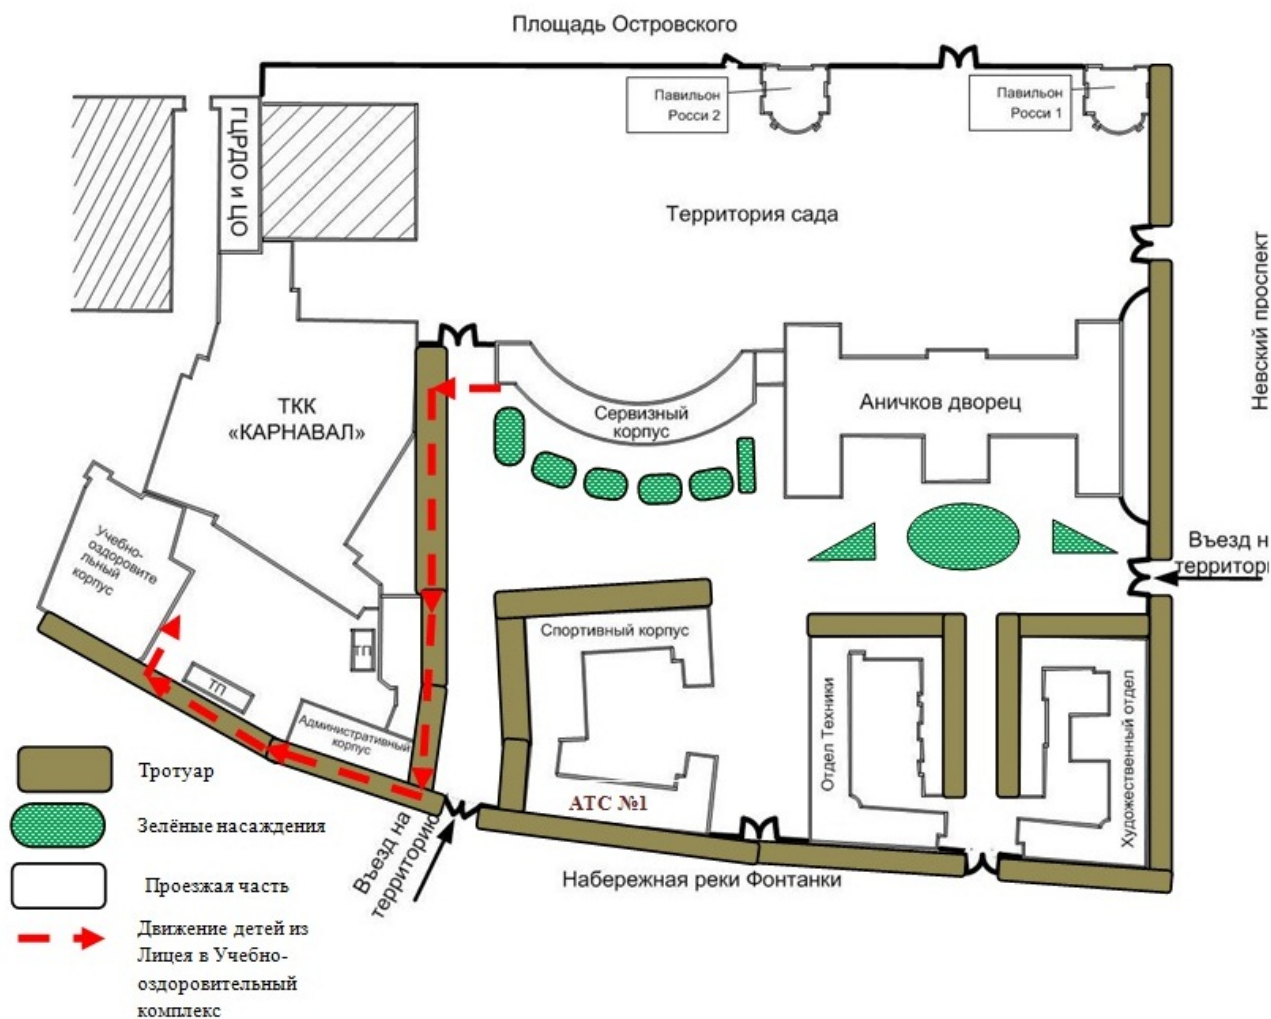 Площадь Островского
Павильон
Росси 2
Павильон
Росси 1
ГЦРДО и ЦО
Территория сада
Невский проспект
ТКК
«КАРНАВАЛ»
Сервизный
корпус
Аничков дворец
Учебно-
оздоровите
льный
корпус
Въезд н
территори
Спортивный корпус
ТП
ТП
Административный
корпус
Отдел Техники
Художественный отдел
АТС №1
Въезд на
территорию
Набережная реки Фонтанки
Тротуар
Зелёные насаждения
Проезжая часть
Движение детей из
Лицея в Учебно-
оздоровительный
комплекс